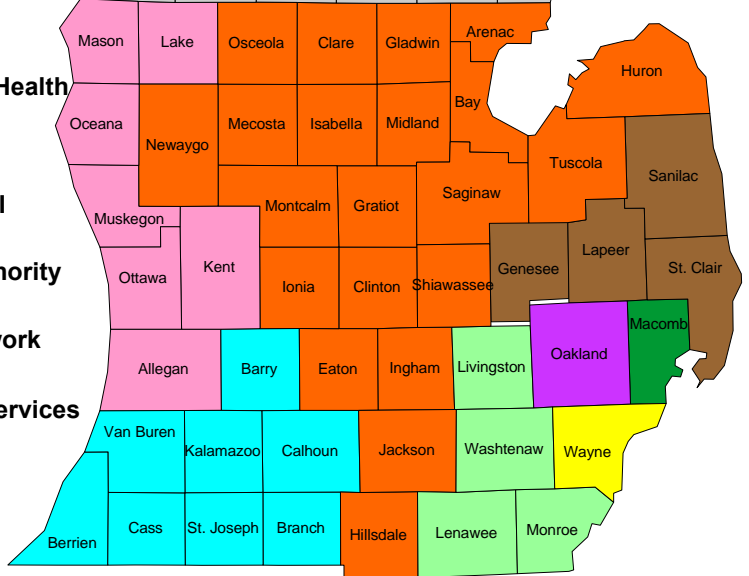 Arenac
Mason
Lake
Osceola
Clare
Gladwin
Huron
Health
Bay
Oceana
Mecosta
Isabella
Midland
Newaygo
Tuscola
Sanilac
Saginaw
l
Montcalm
Gratiot
Muskegon
Lapeer
Kent
Genesee
St. Clair
nority
Ottawa
Ionia
Clinton
Shiawassee
Macomb
work
Oakland
Allegan
Barry
Eaton
Ingham
Livingston
ervices
Van Buren
Kalamazoo
Calhoun
Jackson
Washtenaw
Wayne
Cass
St. Joseph
Branch
Hillsdale
Lenawee
Monroe
Berrien